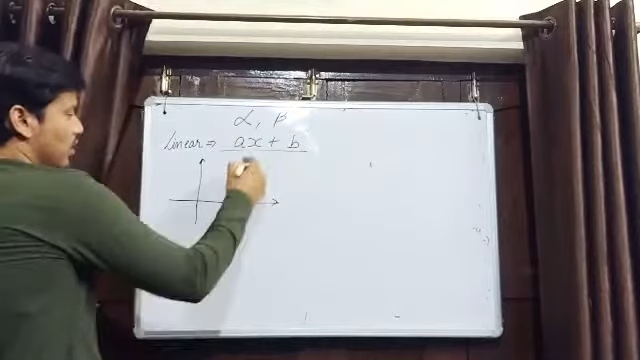 α, β
Linear ⇒ ax + b